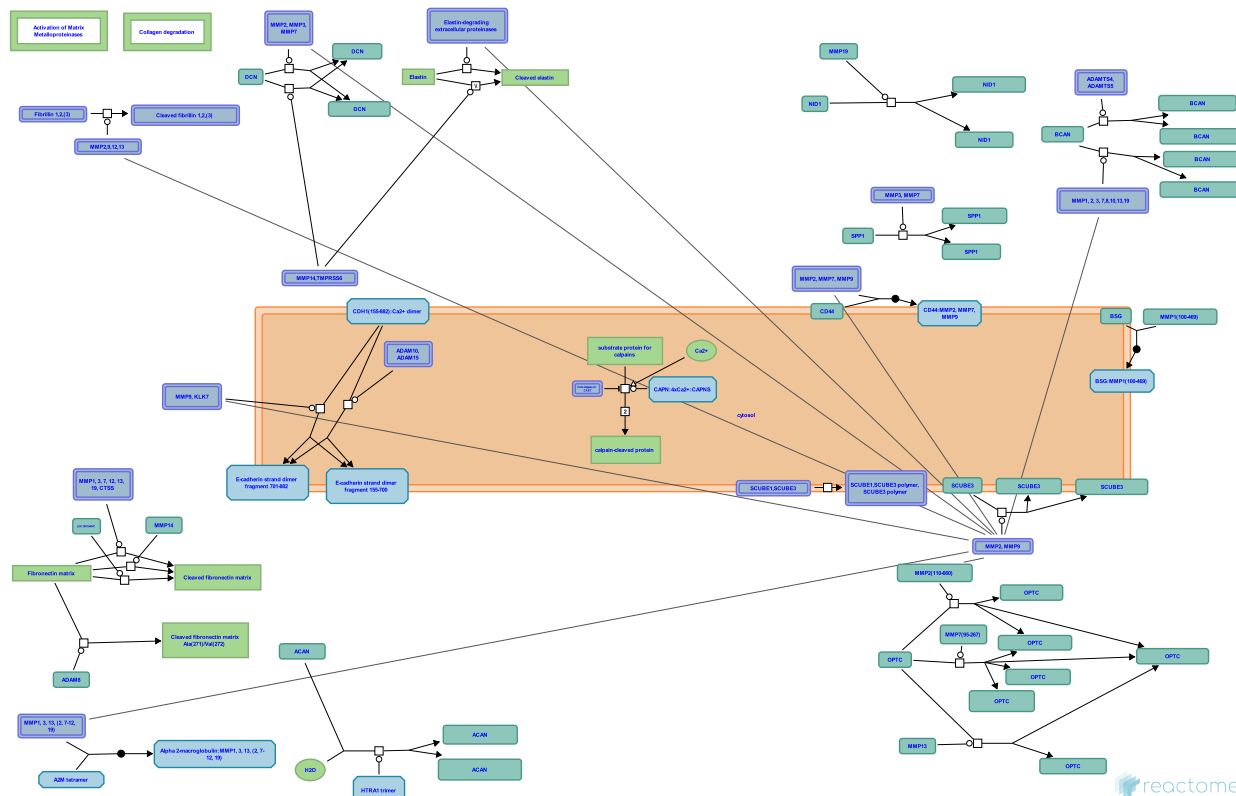 Activation of Matrix
Metalloproteinases
Collagen degradation
MMP2, MMP3,
MMP7
Elastin-degrading
extracellular proteinases
DCN
DCN
DCN
Elastin
Cleaved elastin
MMP19
NID1
NID1
NID1
ADAMTS4,
ADAMTS5
BCAN
BCAN
BCAN
BCAN
BCAN
Fibrillin 1,2,(3)
Cleaved fibrillin 1,2,(3)
MMP2,9,12,13
MMP3, MMP7
SPP1
SPP1
SPP1
MMP1, 2, 3, 7,8,10,13,19
MMP14,TMPRSS6
MMP2, MMP7, MMP9
CD44
CD44:MMP2, MMP7,
MMP9
CDH1(155-882):Ca2+ dimer
BSG
MMP1(100-469)
BSG:MMP1(100-469)
ADAM10,
ADAM15
substrate protein for
calpains
Ca2+
CAPN:4xCa2+:CAPNS
MMP9, KLK7
cytosol
2
calpain-cleaved protein
E-cadherin strand dimer
fragment 701-882
E-cadherin strand dimer
fragment 155-700
SCUBE1,SCUBE3
SCUBE1,SCUBE3 polymer,
SCUBE3 polymer
SCUBE3
SCUBE3
SCUBE3
MMP1, 3, 7, 12, 13,
19, CTSS
MMP14
Fibronectin matrix
Cleaved fibronectin matrix
MMP2, MMP9
MMP2(110-660)
OPTC
MMP7(95-267)
OPTC
OPTC
OPTC
OPTC
OPTC
Cleaved fibronectin matrix
Ala(271)/Val(272)
ADAM8
ACAN
MMP1, 3, 13, (2, 7-12,
19)
Alpha 2-macroglobulin:MMP1, 3, 13, (2, 7-
12, 19)
A2M tetramer
H2O
ACAN
ACAN
HTRA1 trimer
MMP13
OPTC
reactome